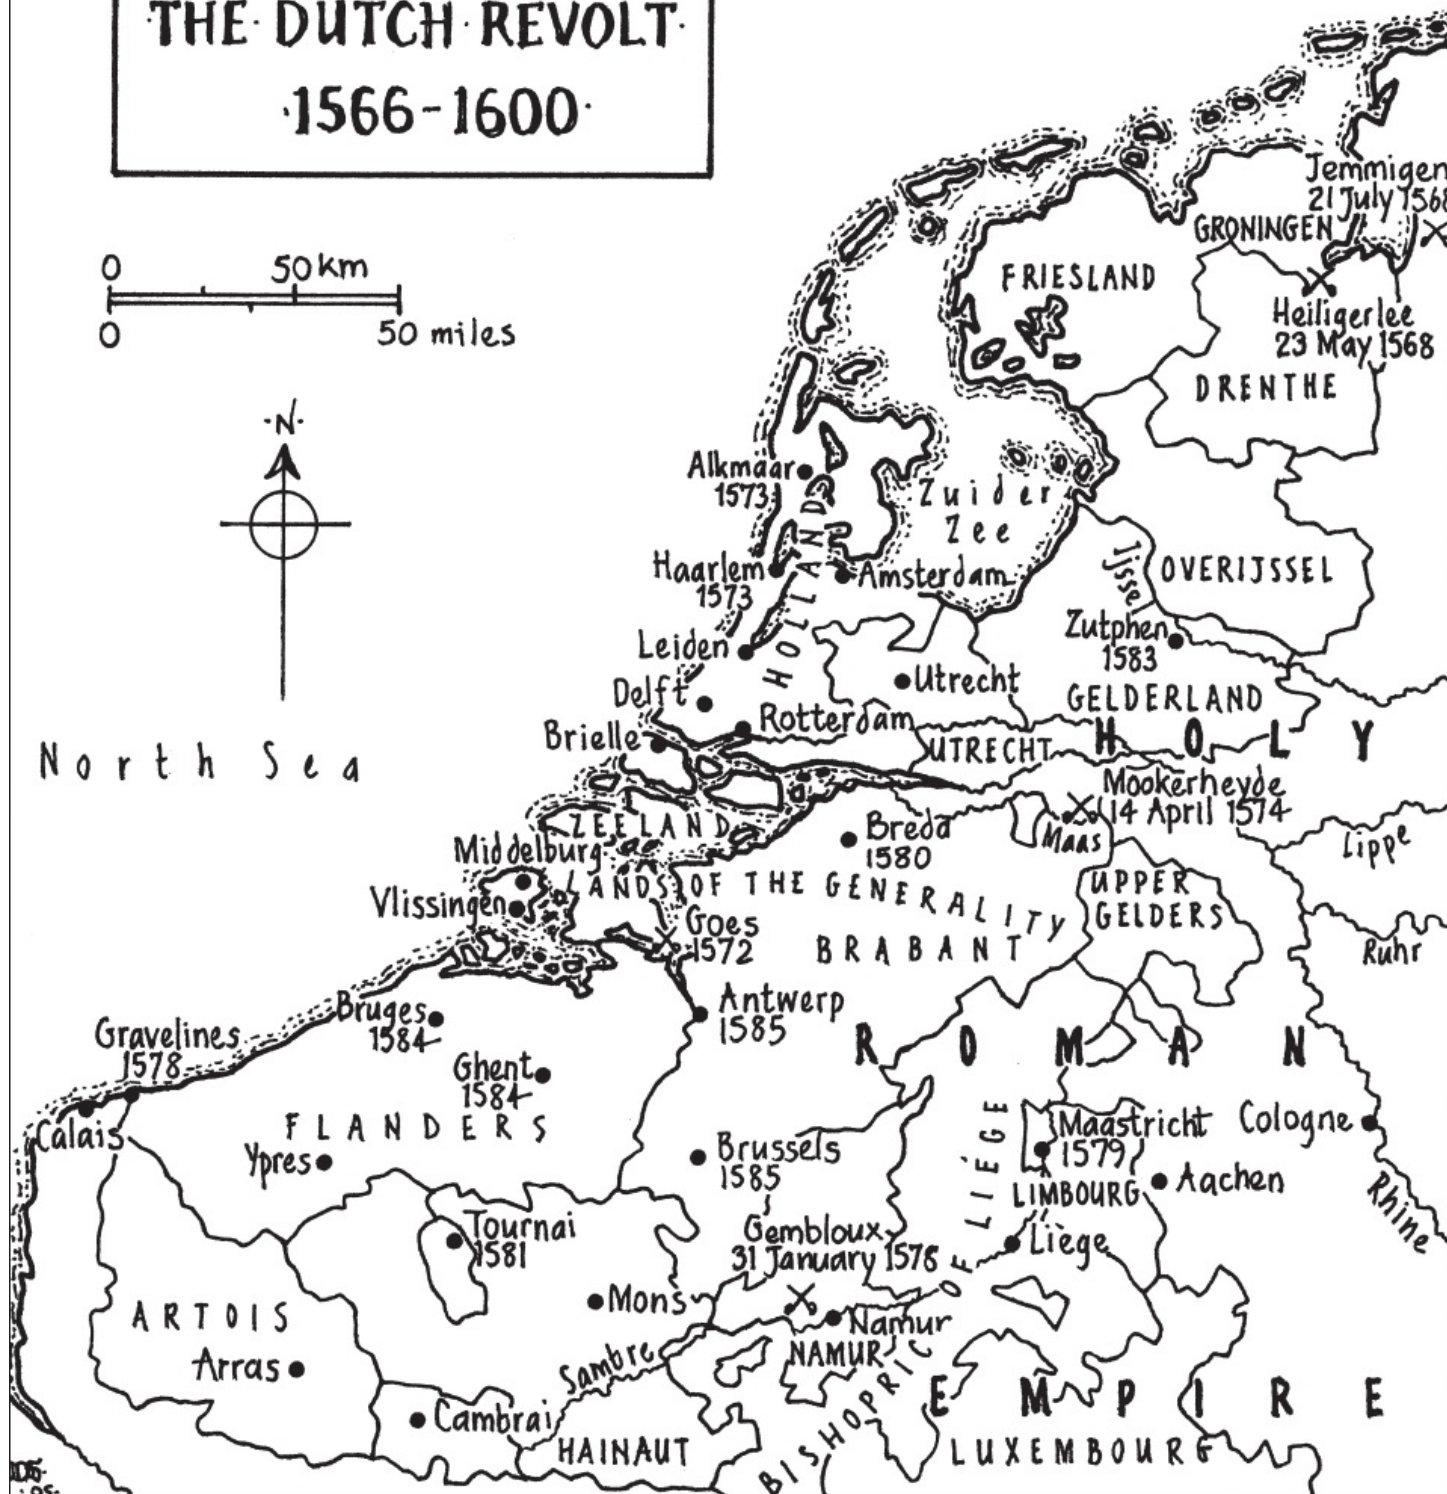 ·THE·DUTCH·REVOLT·
·1566-1600·
0 50 km
0 50 miles
·N·
Jemmigen
21 July 1568
GRONINGEN
FRIESLAND
Heiligerlee
23 May 1568
DRENTHE
Alkmaar
1573
Zuider
Zee
HOLLAND
Haarlem
1573
Amsterdam
Ijssel
OVERIJSSEL
Zutphen
1583
Leiden
Utrecht
Delft
GELDERLAND
Rotterdam
Brielle
UTRECHT
HOLY
North Sea
Mookerheyde
14 April 1574
ZEELAND
Breda
1580
Maas
Lippe
Middelburg
LANDS OF THE GENERALITY
UPPER
GELDERS
Vlissingen
Goes
1572
BRABANT
Ruhr
Antwerp
1585
Bruges
1584
Gravelines
1578
ROMAN
Ghent
1584
FLANDERS
Calais
Ypres
Brussels
1585
Maastricht
1579
Cologne
LIMBOURG
Aachen
Rhine
Tournai
1581
Gembloux
31 January 1578
Liège
BISHOPRIC OF LIÉGE
Mons
ARTOIS
Namur
NAMUR
Arras
Sambre
EMPIRE
Cambrai
HAINAUT
LUXEMBOURG